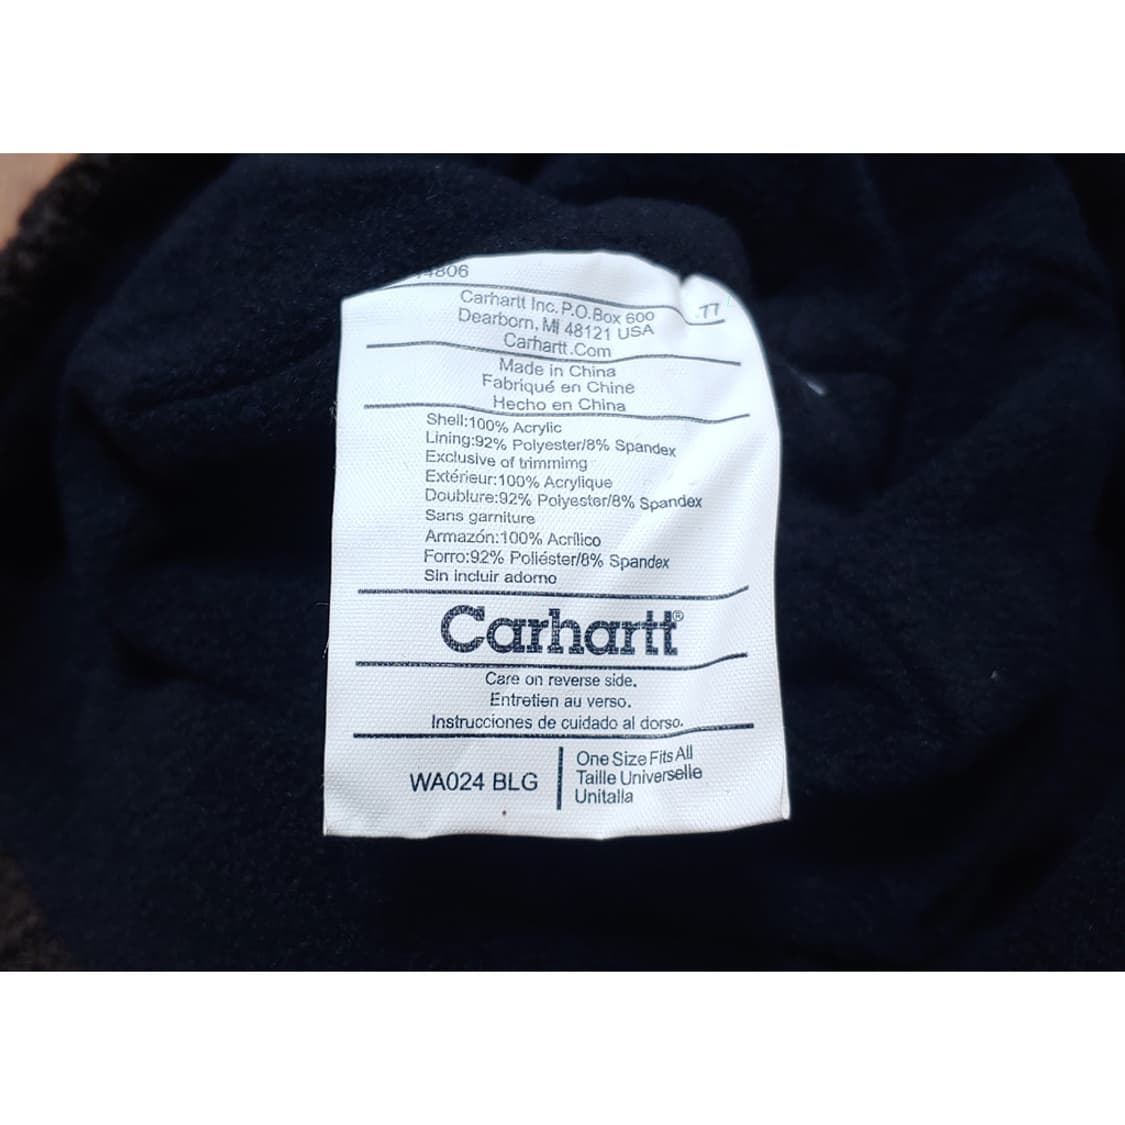 4806
.77
Carhartt Inc. P.O.Box 600
Dearborn, MI 48121 USA
Carhartt.Com
Made in China
Fabriqué en Chine
Hecho en China
Shell:100% Acrylic
Lining:92% Polyester/8% Spandex
Exclusive of trimmimg
Extérieur:100% Acrylique
Doublure:92% Polyester/8% Spandex
Sans garniture
Armazón:100% Acrílico
Forro:92% Poliéster/8% Spandex
Sin incluir adorno
Carhartt®
Care on reverse side.
Entretien au verso.
Instrucciones de cuidado al dorso.
WA024 BLG
One Size Fits All
Taille Universelle
Unitalla